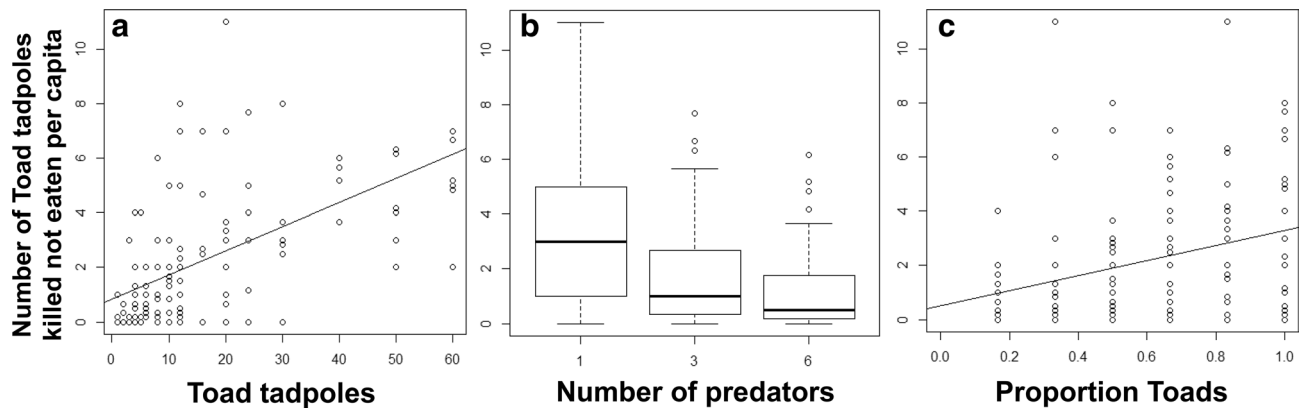 Number of Toad tadpoles
killed not eaten per capita
a
0
2
4
6
8
10
0 10 20 30 40 50 60
Toad tadpoles
b
0
2
4
6
8
10
1 3 6
Number of predators
c
0
2
4
6
8
10
0.0 0.2 0.4 0.6 0.8 1.0
Proportion Toads